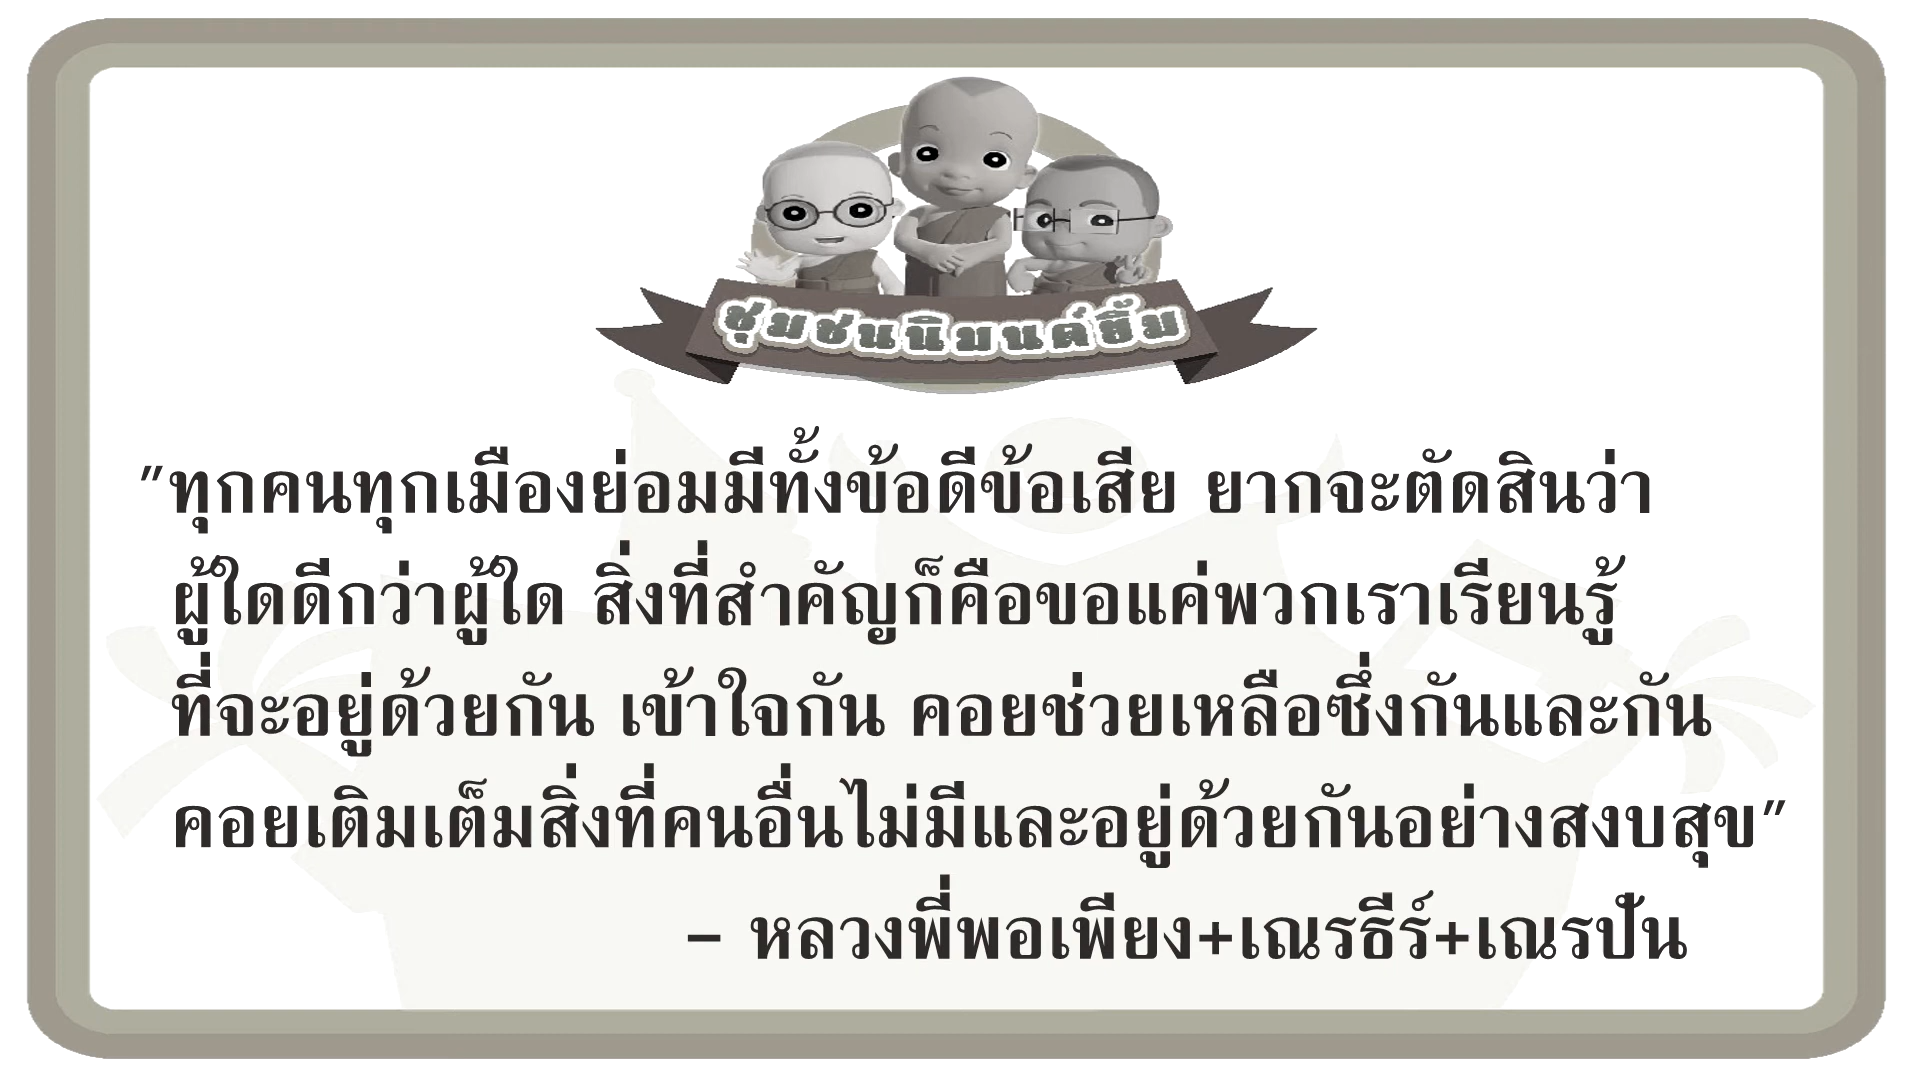 ชุมชนนิมนต์ยิ้ม
"ทุกคนทุกเมืองย่อมมีทั้งข้อดีข้อเสีย ยากจะตัดสินว่า
ผู้ใดดีกว่าผู้ใด สิ่งที่สำคัญก็คือขอแค่พวกเราเรียนรู้
ที่จะอยู่ด้วยกัน เข้าใจกัน คอยช่วยเหลือซึ่งกันและกัน
คอยเติมเต็มสิ่งที่คนอื่นไม่มีและอยู่ด้วยกันอย่างสงบสุข"
– หลวงพี่พอเพียง+เณรธีร์+เณรปัน